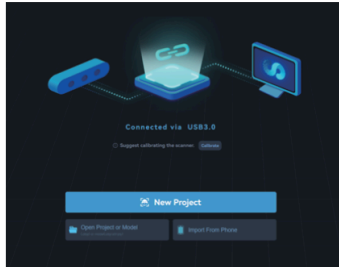 Connected via USB3.0
Suggest calibrating the scanner. Calibrate
New Project
Open Project or Model
Import From Phone